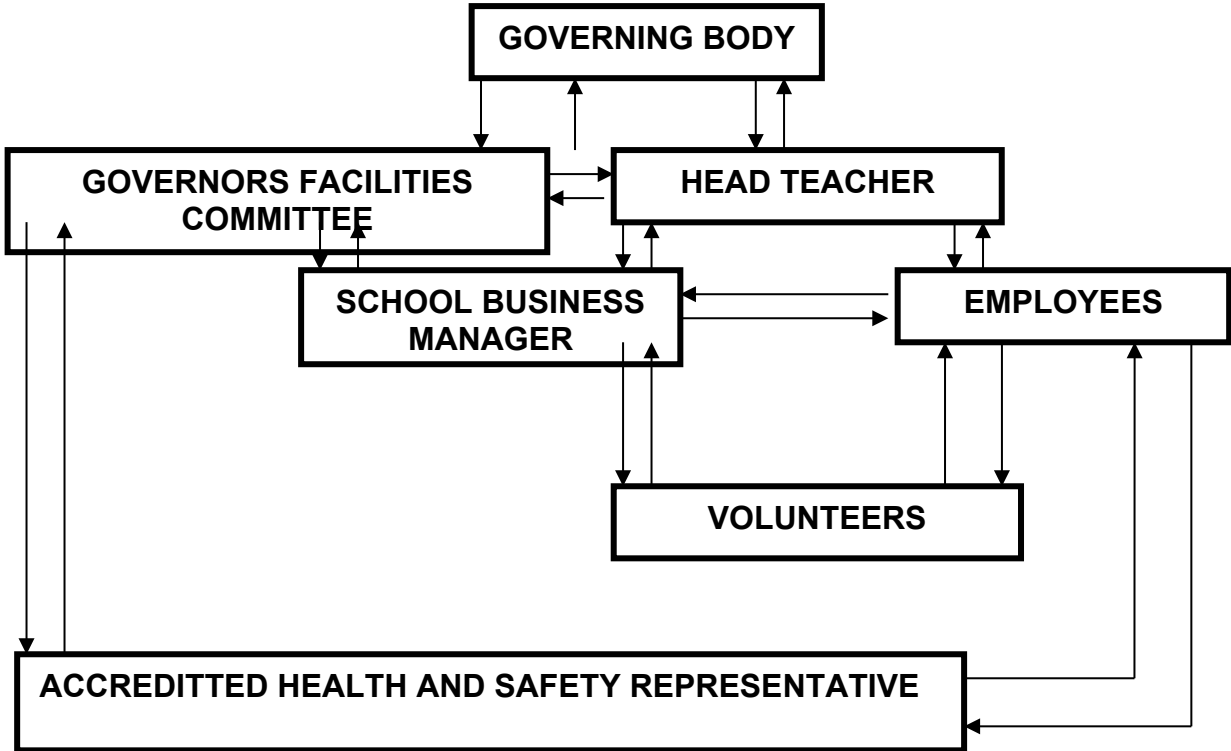 GOVERNING BODY
GOVERNORS FACILITIES
COMMITTEE
HEAD TEACHER
SCHOOL BUSINESS
MANAGER
EMPLOYEES
VOLUNTEERS
ACCREDITTED HEALTH AND SAFETY REPRESENTATIVE